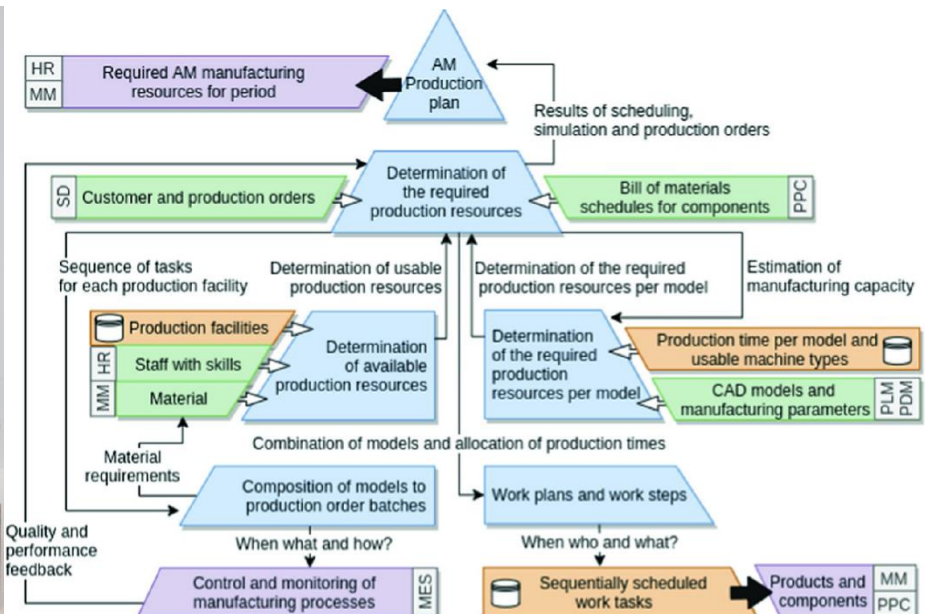 AM
Production
plan
HR
MM
Required AM manufacturing
resources for period
Results of scheduling,
simulation and production orders
Determination of
the required
production resources
SD
Customer and production orders
Bill of materials
schedules for components
PPC
Sequence of tasks
for each production facility
Determination of usable
production resources
Determination of the required
production resources per model
Estimation of
manufacturing capacity
Production facilities
HR
Staff with skills
MM
Material
Determination
of available
production resources
Determination
of the required
production
resources per model
Production time per model and
usable machine types
CAD models and
manufacturing parameters
PLM
PDM
Combination of models and allocation of production times
Material
requirements
Composition of models to
production order batches
Work plans and work steps
Quality and
performance
feedback
When what and how?
When who and what?
Control and monitoring of
manufacturing processes
MES
Sequentially scheduled
work tasks
Products and
components
MM
PPC